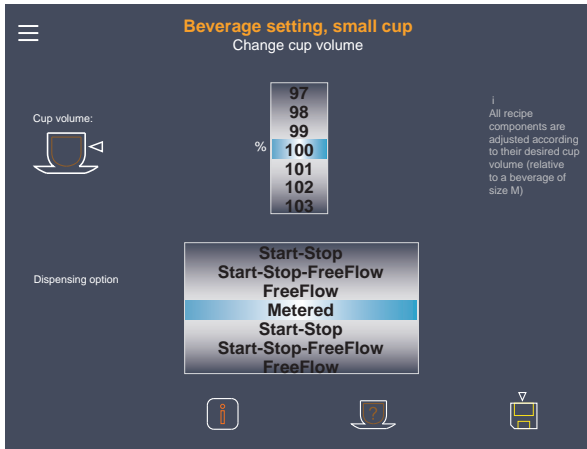 Beverage setting, small cup
Change cup volume
Cup volume:
%
97
98
99
100
101
102
103
i
All recipe
components are
adjusted according
to their desired cup
volume (relative
to a beverage of
size M)
Dispensing option
Start-Stop
Start-Stop-FreeFlow
FreeFlow
Metered
Start-Stop
Start-Stop-FreeFlow
FreeFlow
i
?